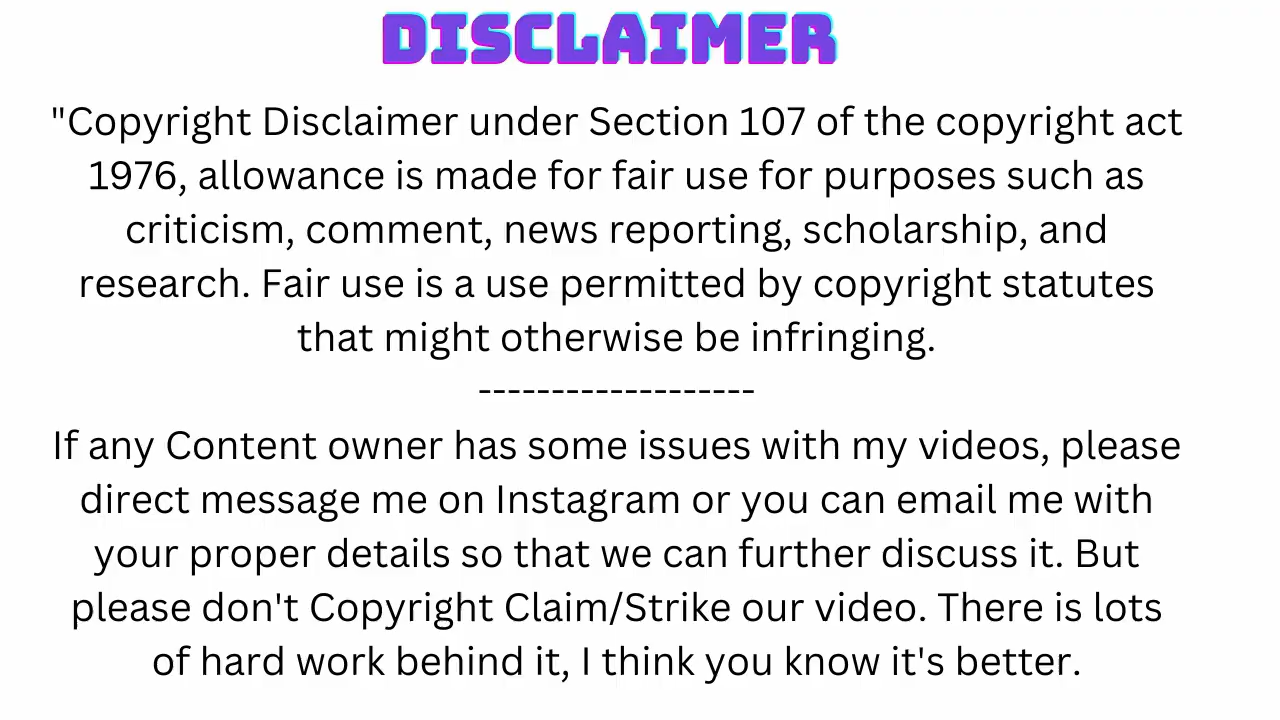 DISCLAIMER
"Copyright Disclaimer under Section 107 of the copyright act
1976, allowance is made for fair use for purposes such as
criticism, comment, news reporting, scholarship, and
research. Fair use is a use permitted by copyright statutes
that might otherwise be infringing.
-------------------
If any Content owner has some issues with my videos, please
direct message me on Instagram or you can email me with
your proper details so that we can further discuss it. But
please don't Copyright Claim/Strike our video. There is lots
of hard work behind it, I think you know it's better.